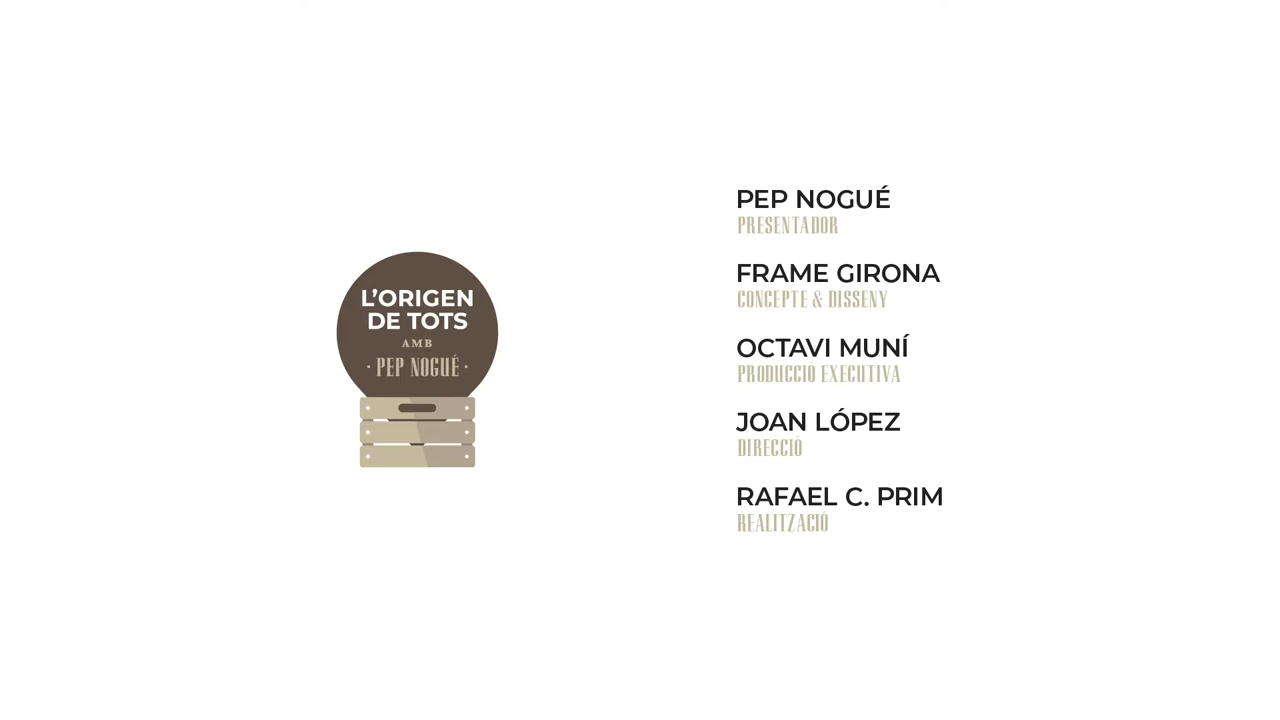 L'ORIGEN
DE TOTS
AMB
· PEP NOGUÉ ·
PEP NOGUÉ
PRESENTADOR
FRAME GIRONA
CONCEPTE & DISSENY
OCTAVI MUNÍ
PRODUCCIÓ EXECUTIVA
JOAN LÓPEZ
DIRECCIÓ
RAFAEL C. PRIM
REALITZACIÓ